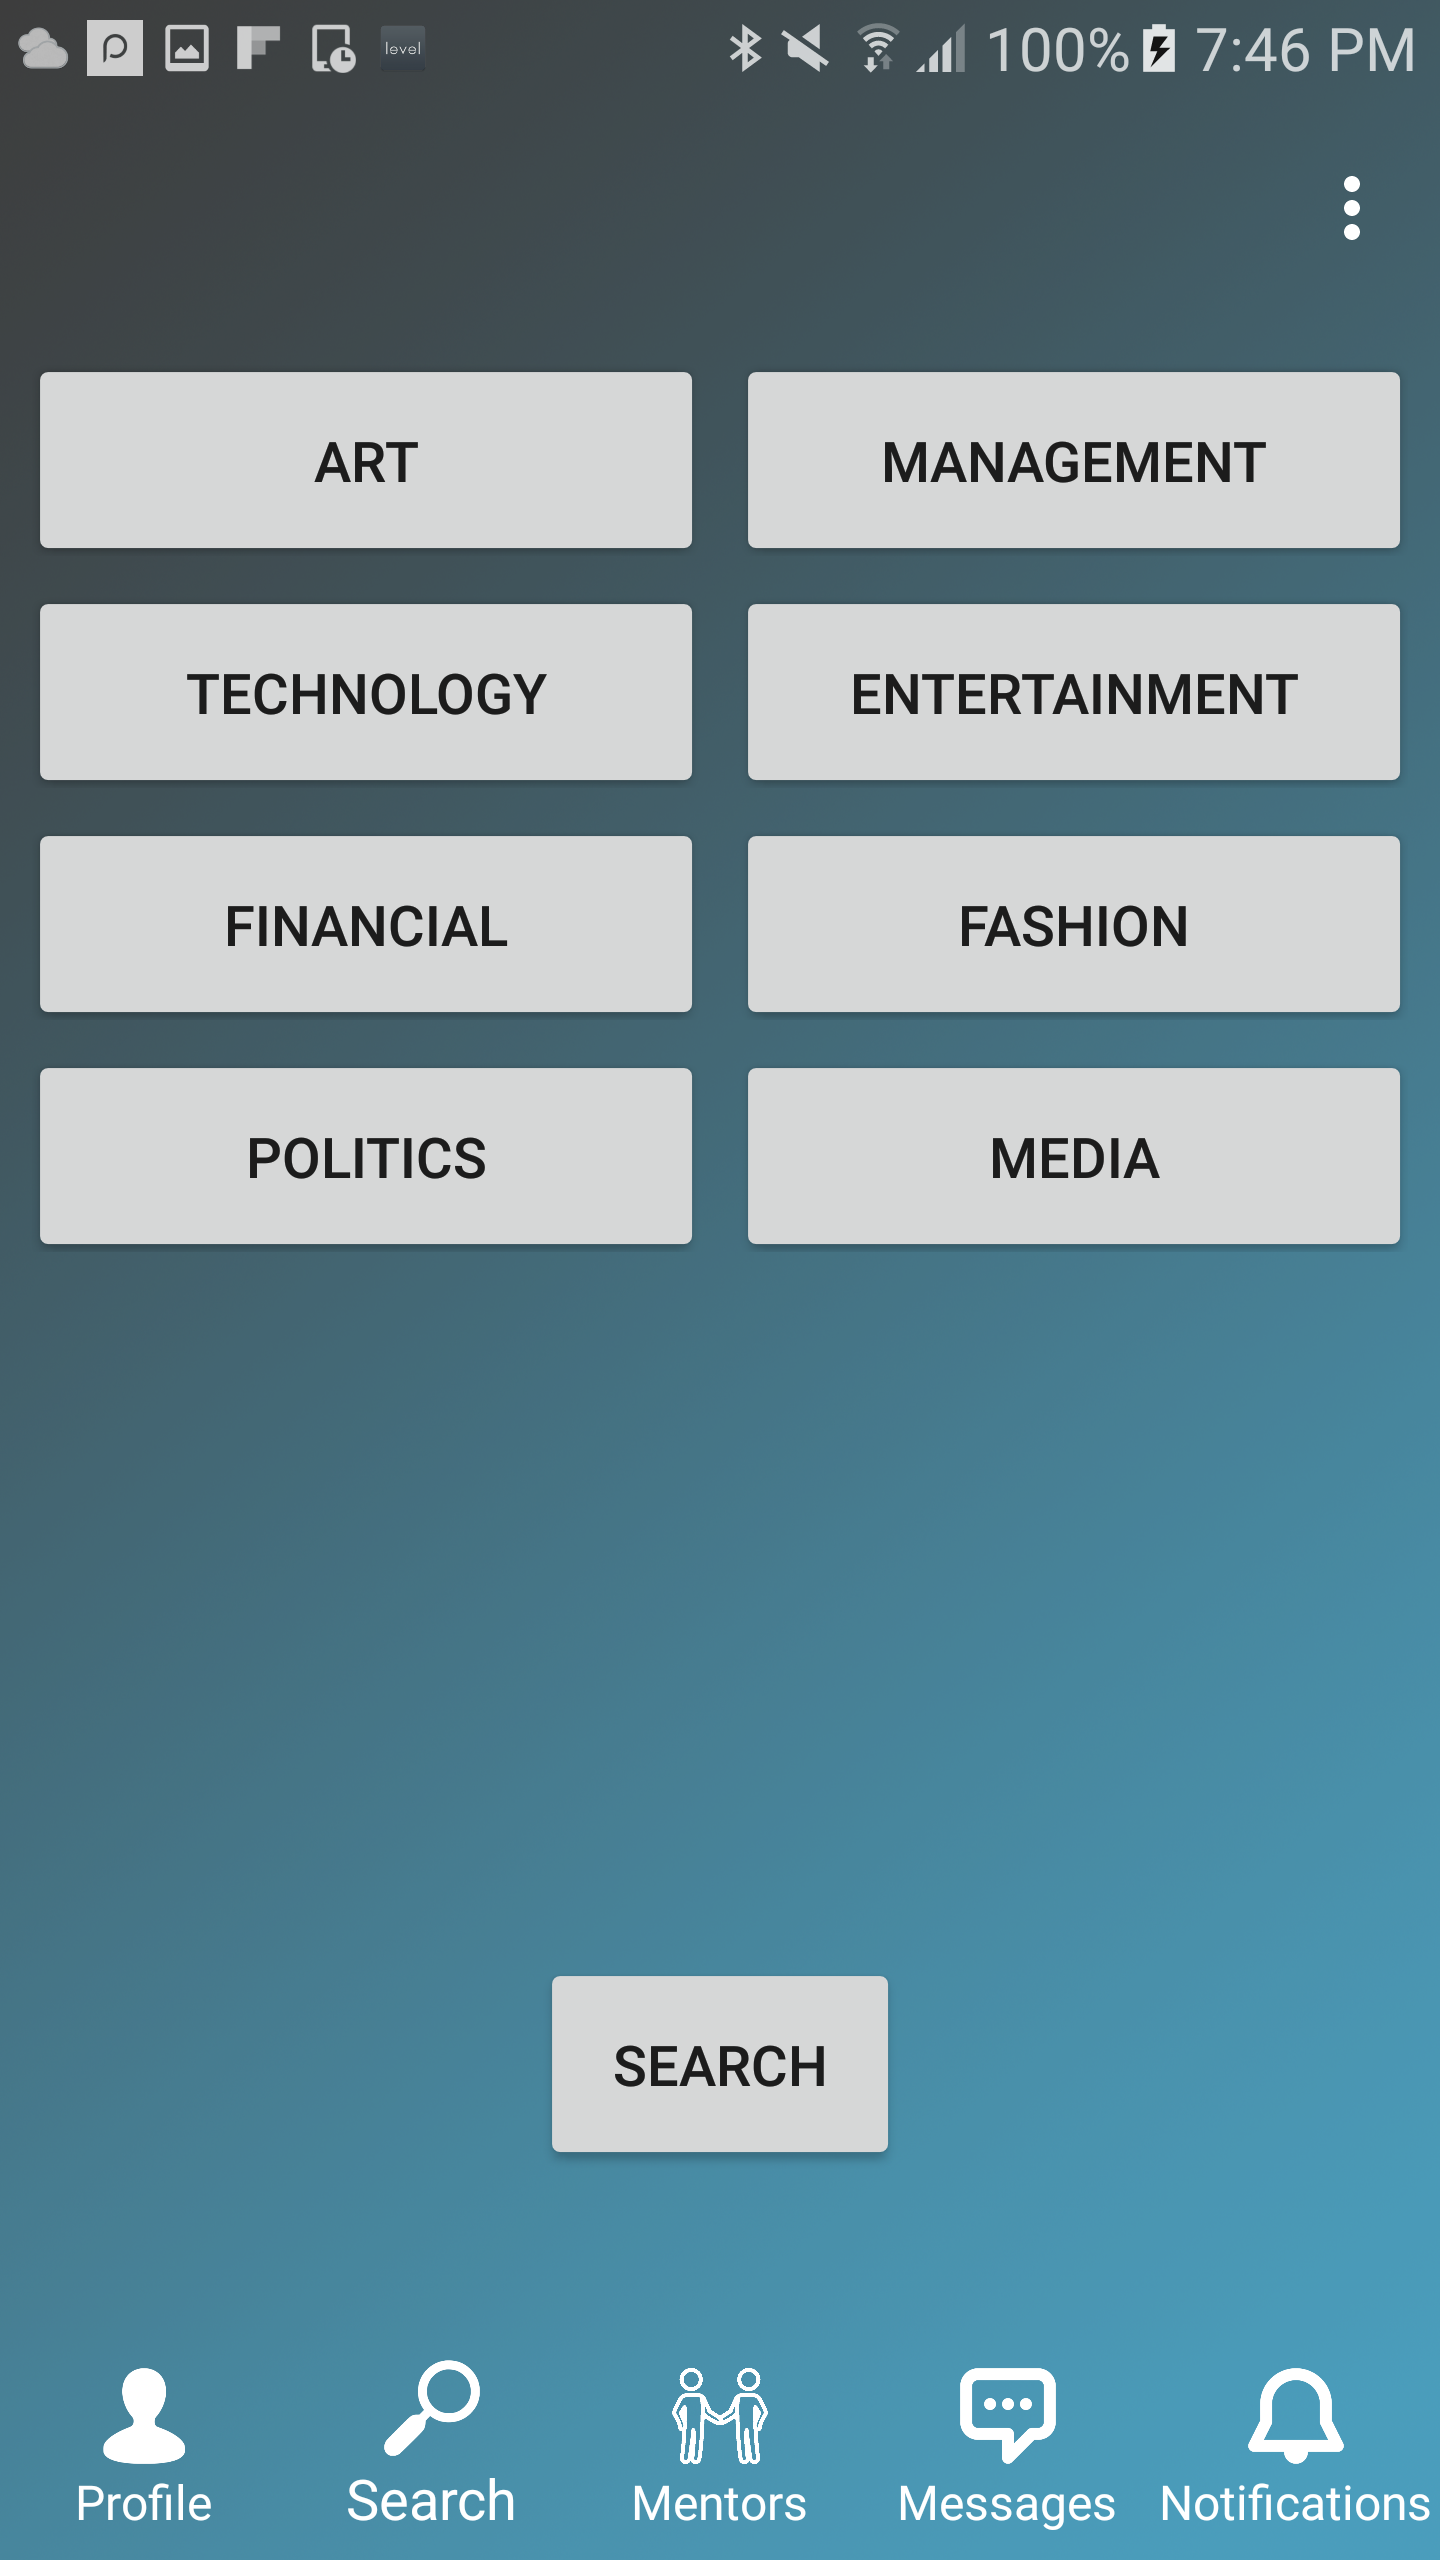 level 100% 7:46 PM
ART MANAGEMENT
TECHNOLOGY ENTERTAINMENT
FINANCIAL FASHION
POLITICS MEDIA
SEARCH
Profile Search Mentors Messages Notifications